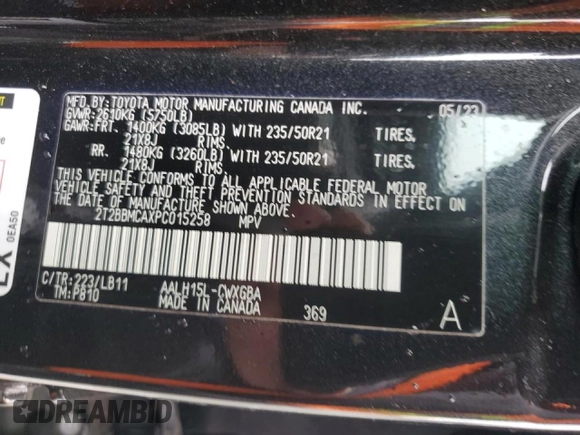 MFD.BY:TOYOTA MOTOR MANUFACTURING CANADA INC. 05/23
GVWR:2610KG (5750LB)
GAWR:FRT. 1400KG (3085LB) WITH 235/50R21 TIRES,
21X8J RIMS
RR. 1480KG (3260LB) WITH 235/50R21 TIRES,
21X8J RIMS
THIS VEHICLE CONFORMS TO ALL APPLICABLE FEDERAL MOTOR
VEHICLE SAFETY AND THEFT PREVENTION STANDARDS IN EFFECT ON
THE DATE OF MANUFACTURE SHOWN ABOVE.
2T2BBMCAXPC015258 MPV
C/TR:223/LB11 AALH15L-CWXGBA
TM:P810 MADE IN CANADA 369 A
0EA50
DREAMBID